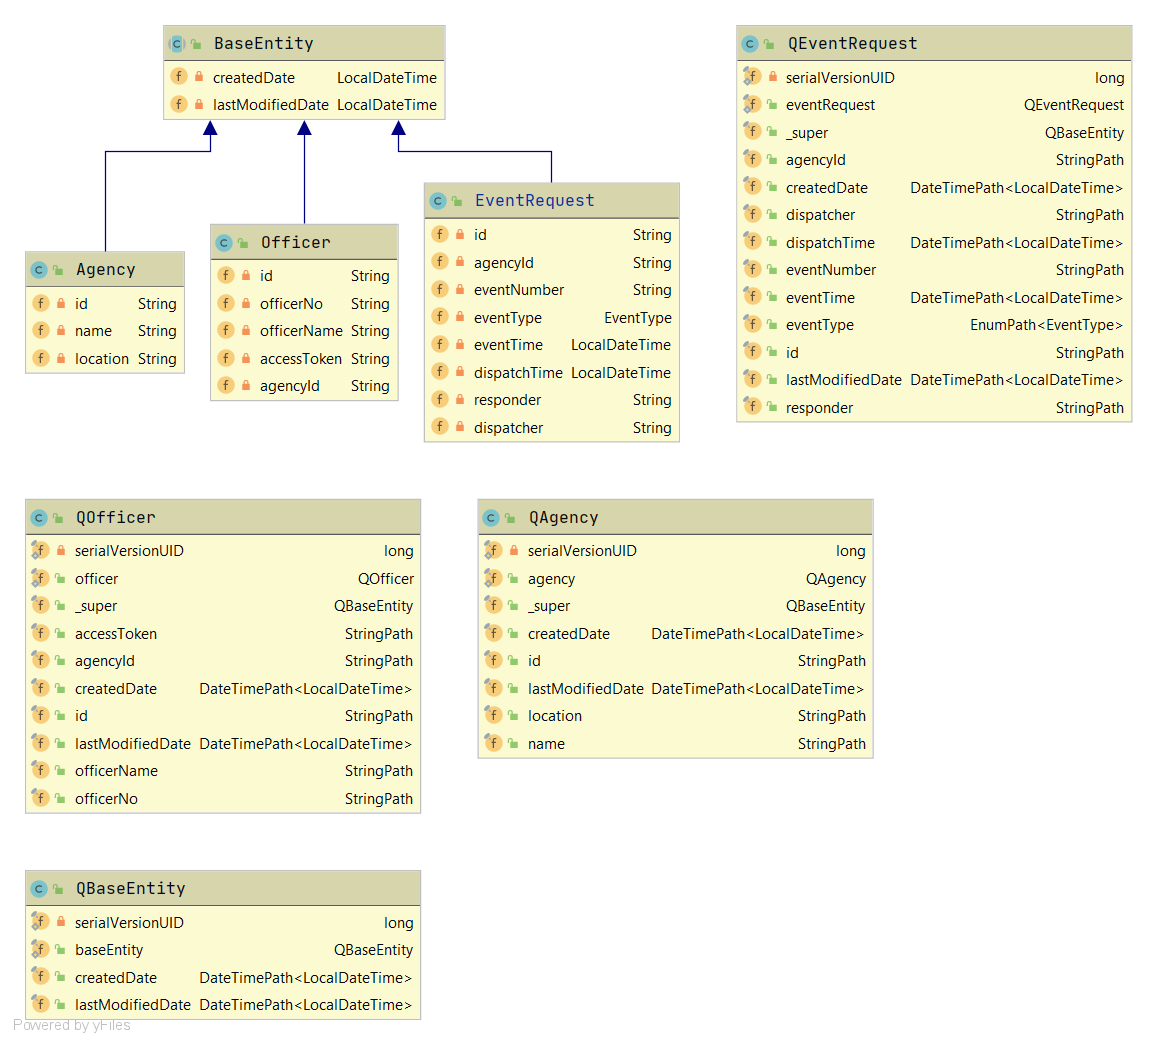 BaseEntity
createdDate LocalDateTime
lastModifiedDate LocalDateTime
QEventRequest
serialVersionUID long
eventRequest QEventRequest
_super QBaseEntity
agencyId StringPath
createdDate DateTimePath<LocalDateTime>
dispatcher StringPath
dispatchTime DateTimePath<LocalDateTime>
eventNumber StringPath
eventTime DateTimePath<LocalDateTime>
eventType EnumPath<EventType>
id StringPath
lastModifiedDate DateTimePath<LocalDateTime>
responder StringPath
Agency
id String
name String
location String
Officer
id String
officerNo String
officerName String
accessToken String
agencyId String
EventRequest
id String
agencyId String
eventNumber String
eventType EventType
eventTime LocalDateTime
dispatchTime LocalDateTime
responder String
dispatcher String
QOfficer
serialVersionUID long
officer QOfficer
_super QBaseEntity
accessToken StringPath
agencyId StringPath
createdDate DateTimePath<LocalDateTime>
id StringPath
lastModifiedDate DateTimePath<LocalDateTime>
officerName StringPath
officerNo StringPath
QAgency
serialVersionUID long
agency QAgency
_super QBaseEntity
createdDate DateTimePath<LocalDateTime>
id StringPath
lastModifiedDate DateTimePath<LocalDateTime>
location StringPath
name StringPath
QBaseEntity
serialVersionUID long
baseEntity QBaseEntity
createdDate DateTimePath<LocalDateTime>
lastModifiedDate DateTimePath<LocalDateTime>
Powered by yFiles